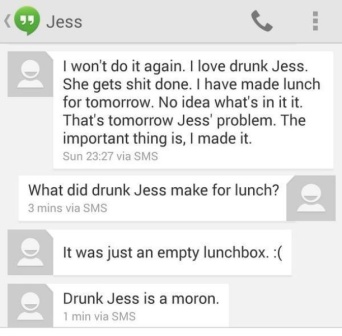 Jess
I won't do it again. I love drunk Jess.
She gets shit done. I have made lunch
for tomorrow. No idea what's in it it.
That's tomorrow Jess' problem. The
important thing is, I made it.
Sun 23:27 via SMS
What did drunk Jess make for lunch?
3 mins via SMS
It was just an empty lunchbox. :(
Drunk Jess is a moron.
1 min via SMS